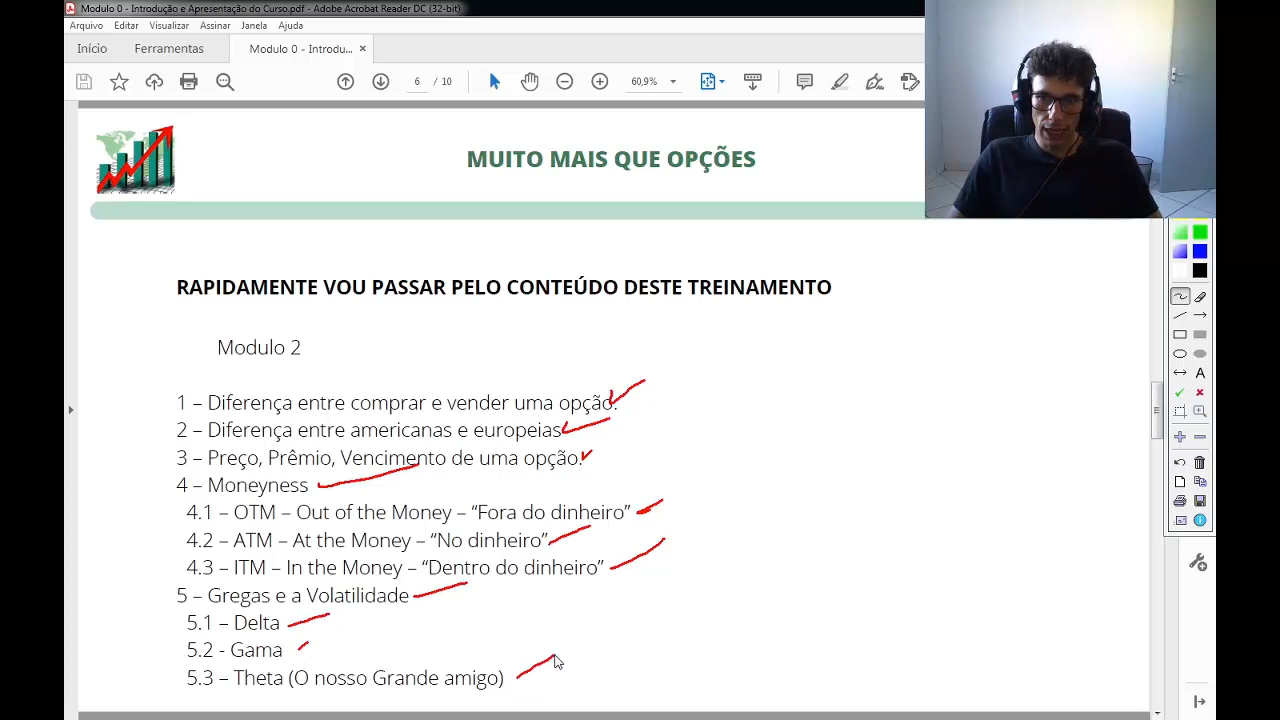 Modulo 0 - Introdução e Apresentação do Curso.pdf - Adobe Acrobat Reader DC (32-bit)
Arquivo Editar Visualizar Assinar Janela Ajuda
Início Ferramentas Modulo 0 - Introdu... ×
6 / 10 60,9%
MUITO MAIS QUE OPÇÕES
RAPIDAMENTE VOU PASSAR PELO CONTEÚDO DESTE TREINAMENTO
Modulo 2
1 – Diferença entre comprar e vender uma opção.
2 – Diferença entre americanas e europeias
3 – Preço, Prêmio, Vencimento de uma opção.
4 – Moneyness
4.1 – OTM – Out of the Money – “Fora do dinheiro”
4.2 – ATM – At the Money – “No dinheiro”
4.3 – ITM – In the Money – “Dentro do dinheiro”
5 – Gregas e a Volatilidade
5.1 – Delta
5.2 - Gama
5.3 – Theta (O nosso Grande amigo)
A